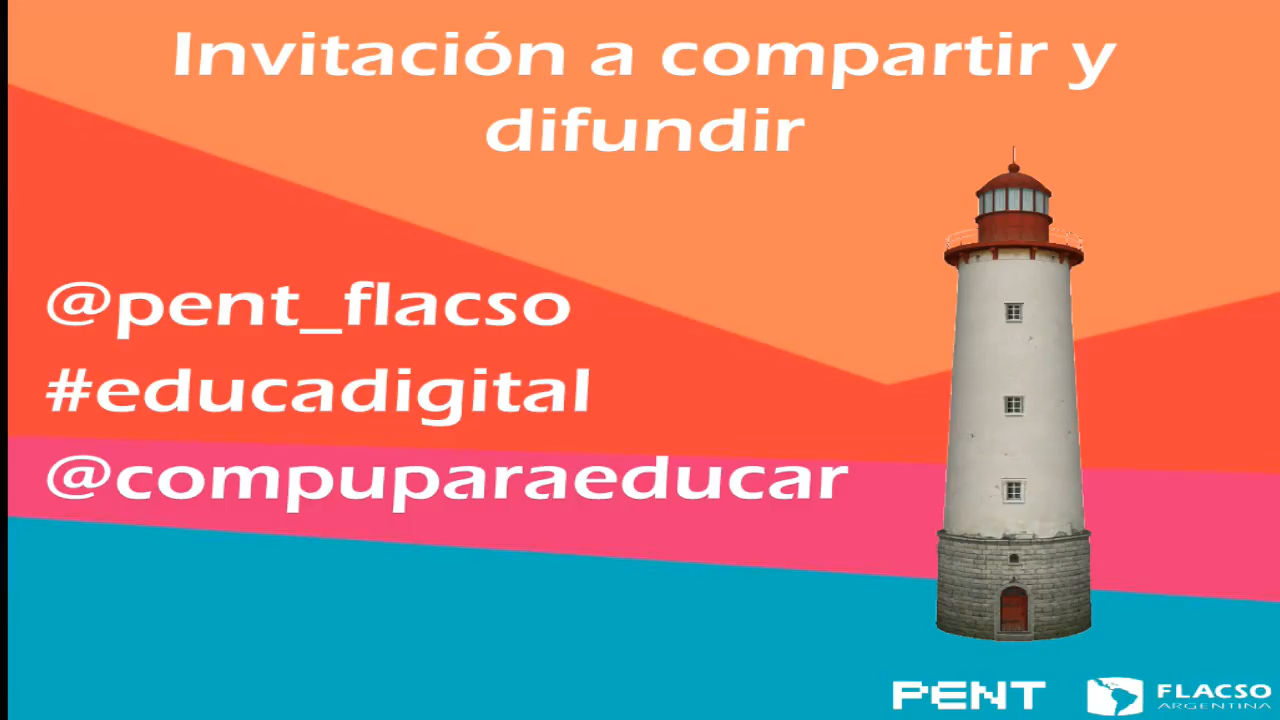 Invitación a compartir y
difundir
@pent_flacso
#educadigital
@compuparaeducar
PENT
FLACSO
ARGENTINA